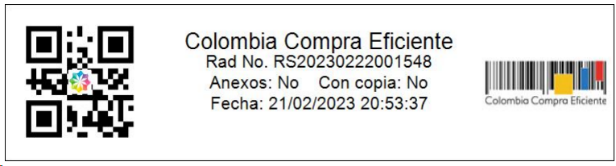 Colombia Compra Eficiente
Rad No. RS20230222001548
Anexos: No Con copia: No
Fecha: 21/02/2023 20:53:37
Colombia Compra Eficiente